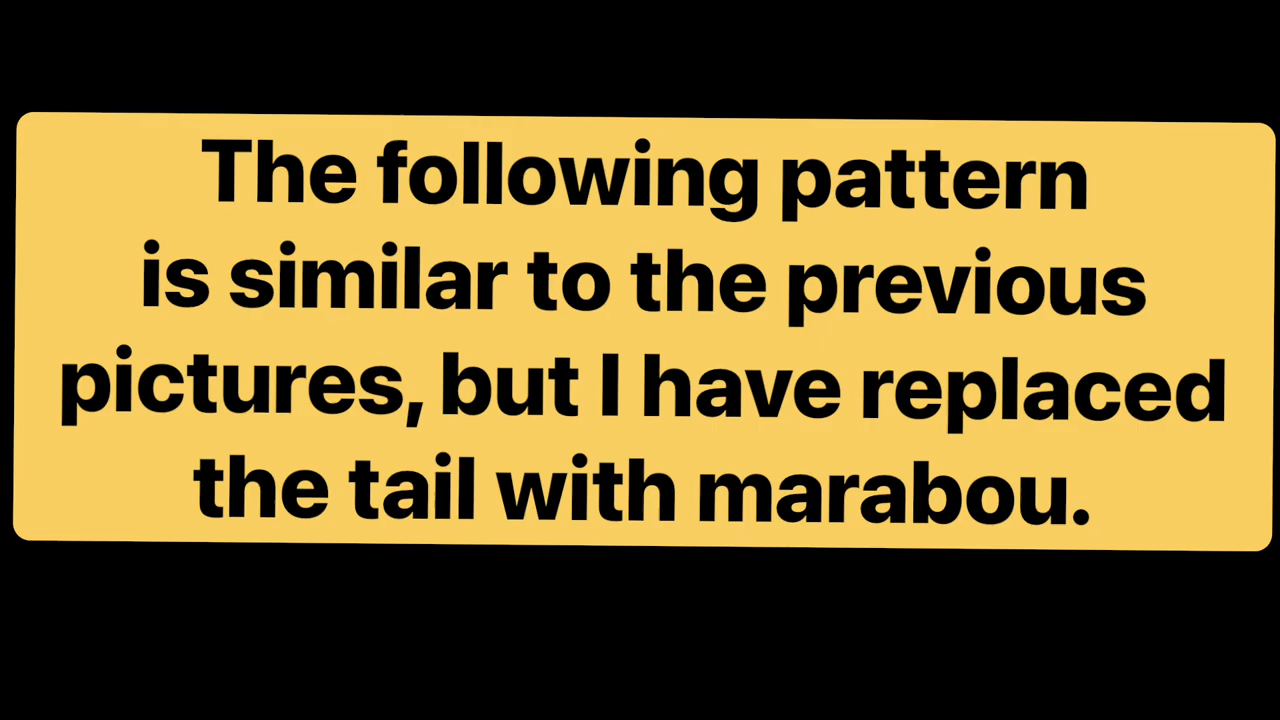 The following pattern
is similar to the previous
pictures, but I have replaced
the tail with marabou.